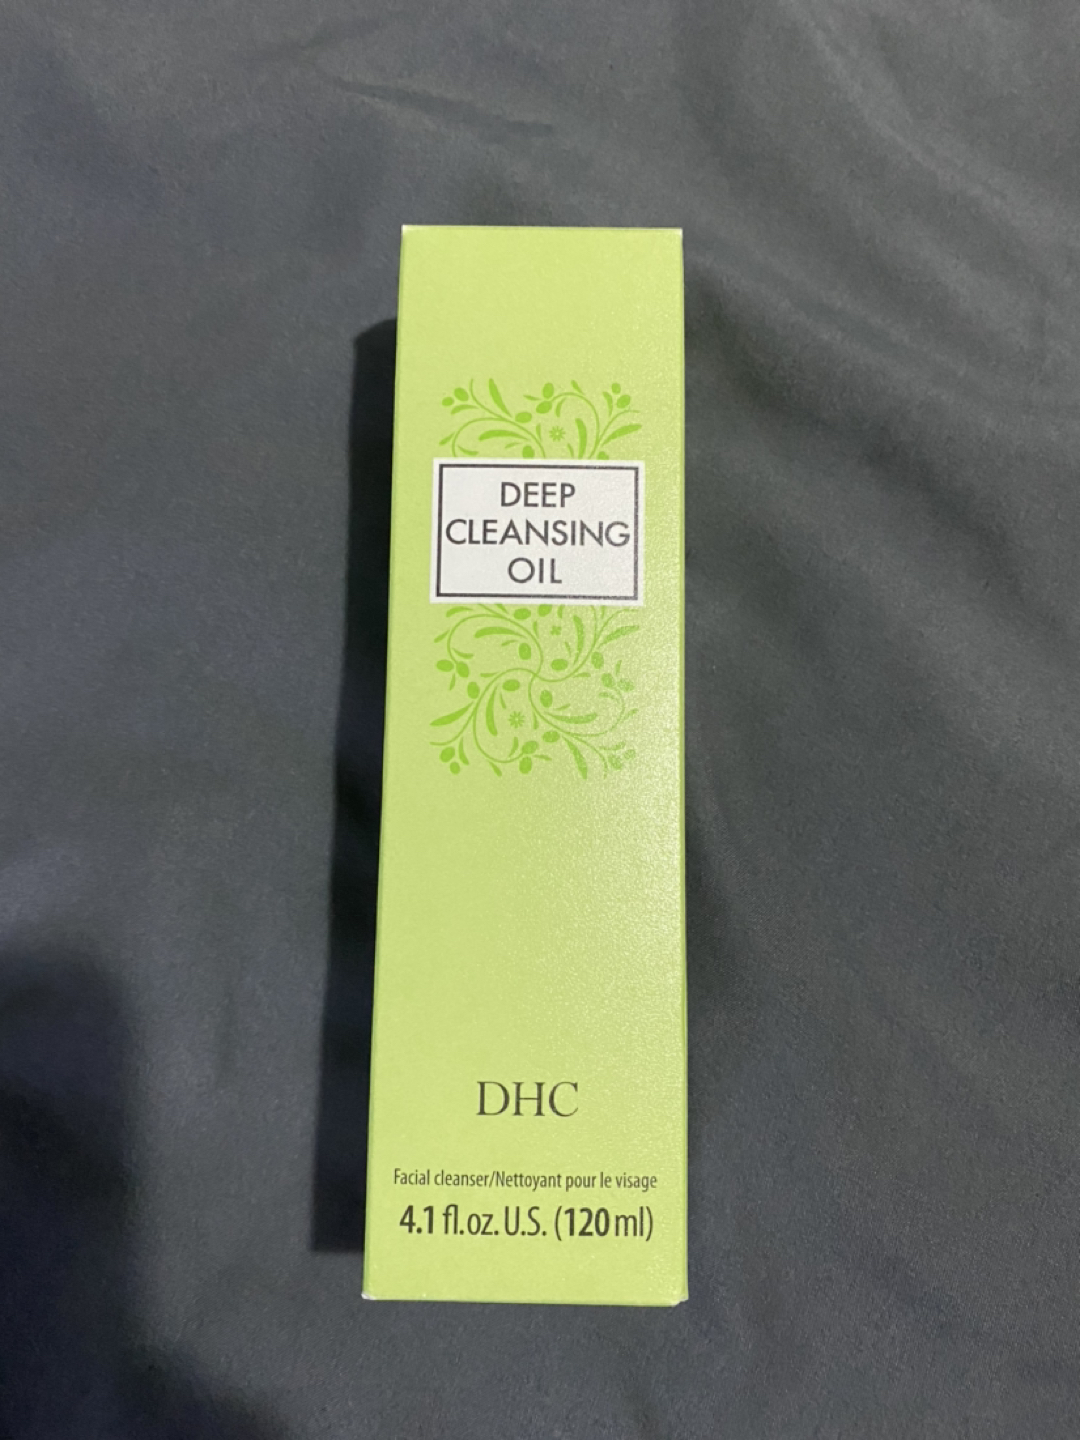 DEEP
CLEANSING
OIL
DHC
Facial cleanser/Nettoyant pour le visage
4.1 fl.oz. U.S. (120 ml)